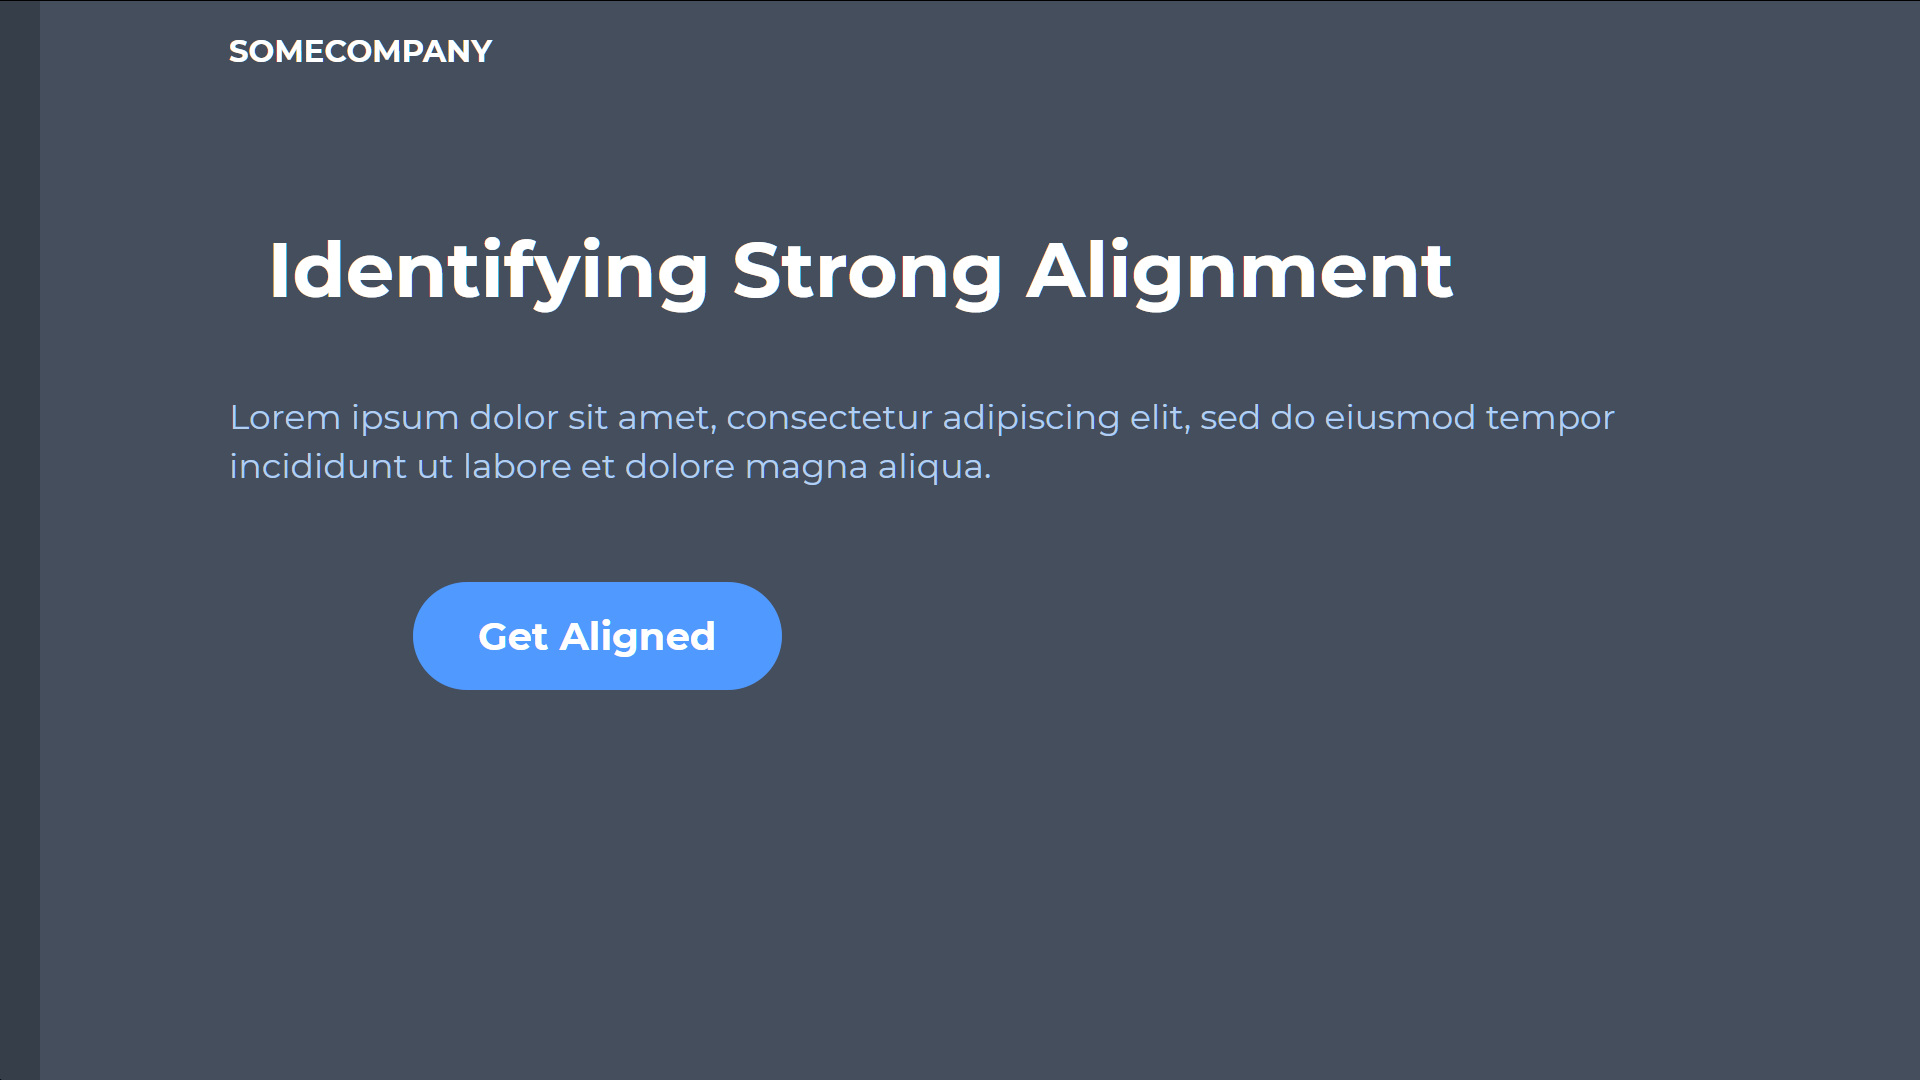 SOMECOMPANY
Identifying Strong Alignment
Lorem ipsum dolor sit amet, consectetur adipiscing elit, sed do eiusmod tempor
incididunt ut labore et dolore magna aliqua.
Get Aligned